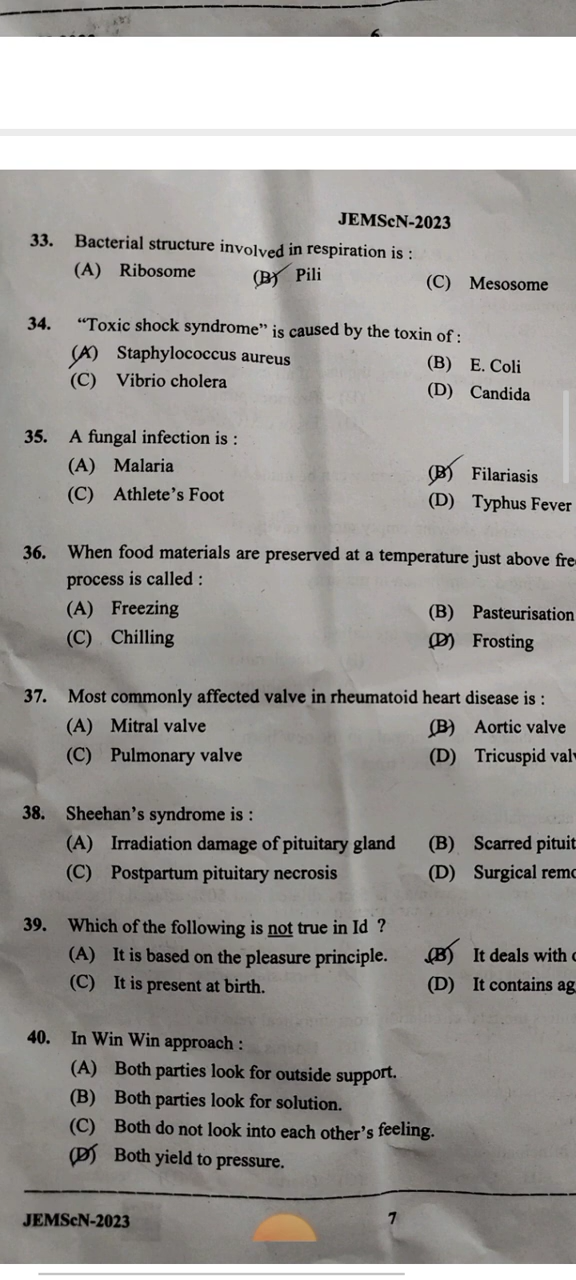 6
JEMScN-2023
33. Bacterial structure involved in respiration is :
(A) Ribosome (B) Pili (C) Mesosome
34. “Toxic shock syndrome” is caused by the toxin of :
(A) Staphylococcus aureus (B) E. Coli
(C) Vibrio cholera (D) Candida
35. A fungal infection is :
(A) Malaria (B) Filariasis
(C) Athlete’s Foot (D) Typhus Fever
36. When food materials are preserved at a temperature just above fre
process is called :
(A) Freezing (B) Pasteurisation
(C) Chilling (D) Frosting
37. Most commonly affected valve in rheumatoid heart disease is :
(A) Mitral valve (B) Aortic valve
(C) Pulmonary valve (D) Tricuspid val
38. Sheehan’s syndrome is :
(A) Irradiation damage of pituitary gland (B) Scarred pituit
(C) Postpartum pituitary necrosis (D) Surgical remo
39. Which of the following is not true in Id ?
(A) It is based on the pleasure principle. (B) It deals with
(C) It is present at birth. (D) It contains ag
40. In Win Win approach :
(A) Both parties look for outside support.
(B) Both parties look for solution.
(C) Both do not look into each other’s feeling.
(D) Both yield to pressure.
JEMScN-2023 7